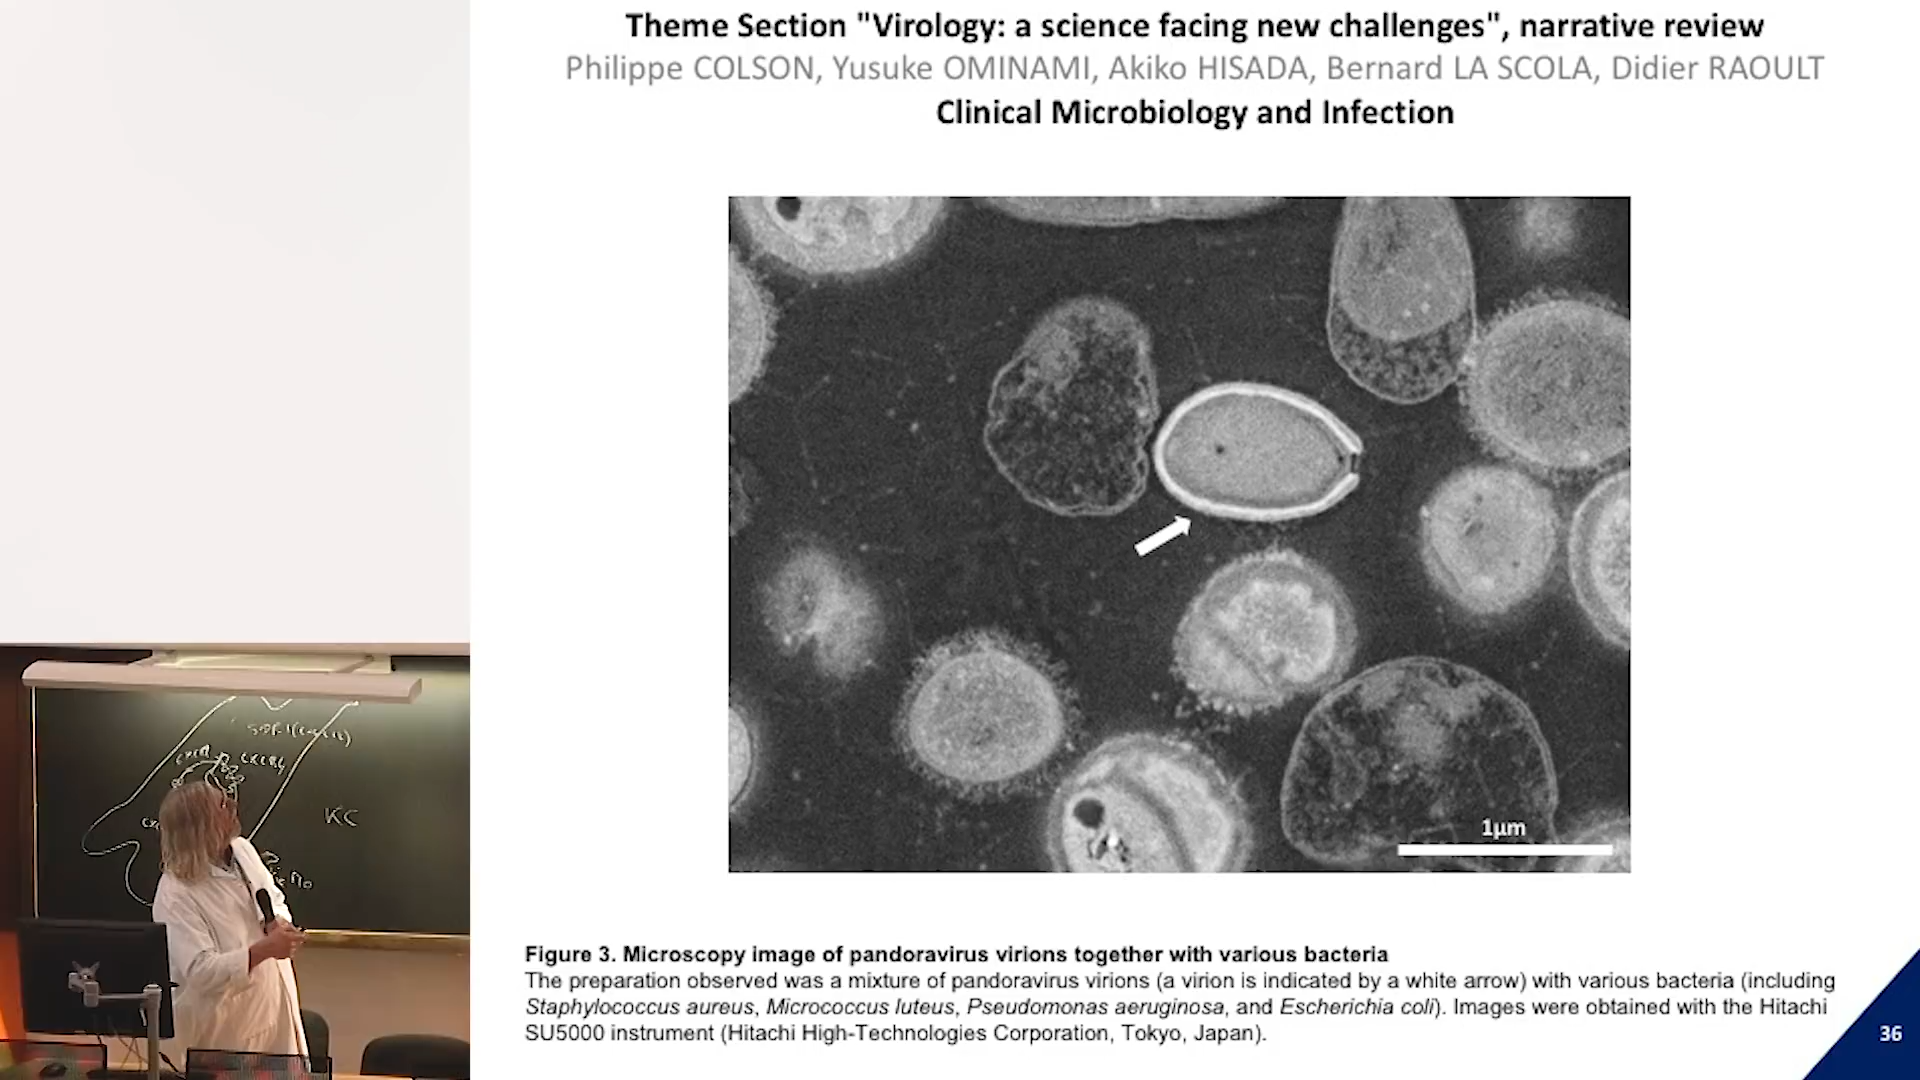 Theme Section "Virology: a science facing new challenges", narrative review
Philippe COLSON, Yusuke OMINAMI, Akiko HISADA, Bernard LA SCOLA, Didier RAOULT
Clinical Microbiology and Infection
1µm
KC
Figure 3. Microscopy image of pandoravirus virions together with various bacteria
The preparation observed was a mixture of pandoravirus virions (a virion is indicated by a white arrow) with various bacteria (including
Staphylococcus aureus, Micrococcus luteus, Pseudomonas aeruginosa, and Escherichia coli). Images were obtained with the Hitachi
SU5000 instrument (Hitachi High-Technologies Corporation, Tokyo, Japan).
36